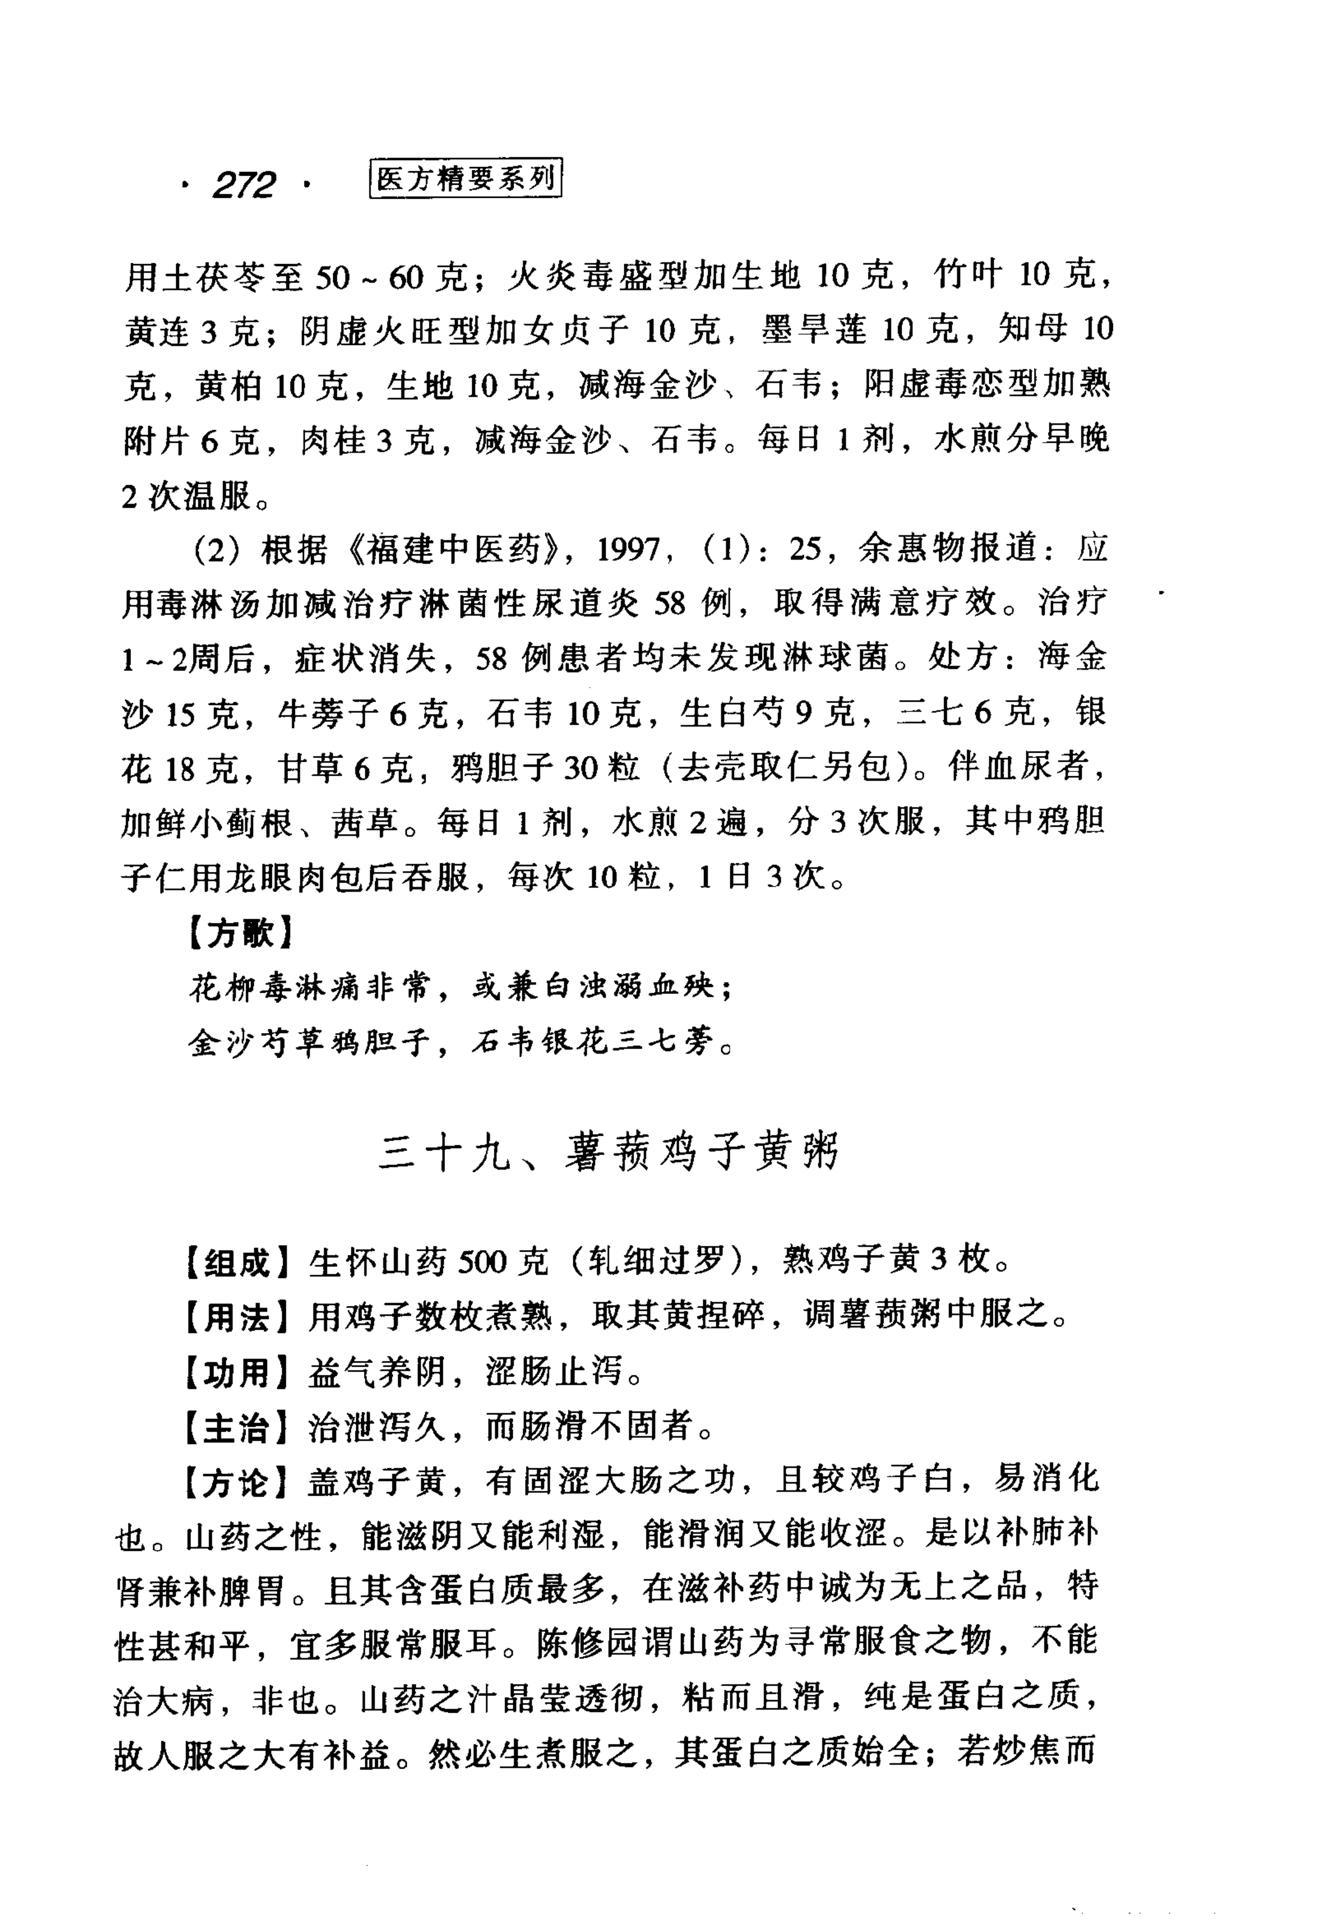 · 272 · 医方精要系列
用土茯苓至 50～60 克；火炎毒盛型加生地 10 克，竹叶 10 克，
黄连 3 克；阴虚火旺型加女贞子 10 克，墨旱莲 10 克，知母 10
克，黄柏 10 克，生地 10 克，减海金沙、石韦；阳虚毒恋型加熟
附片 6 克，肉桂 3 克，减海金沙、石韦。每日 1 剂，水煎分早晚
2 次温服。
（2）根据《福建中医药》，1997，（1）：25，余惠物报道：应
用毒淋汤加减治疗淋菌性尿道炎 58 例，取得满意疗效。治疗
1～2周后，症状消失，58 例患者均未发现淋球菌。处方：海金
沙 15 克，牛蒡子 6 克，石韦 10 克，生白芍 9 克，三七 6 克，银
花 18 克，甘草 6 克，鸦胆子 30 粒（去壳取仁另包）。伴血尿者，
加鲜小蓟根、茜草。每日 1 剂，水煎 2 遍，分 3 次服，其中鸦胆
子仁用龙眼肉包后吞服，每次 10 粒，1 日 3 次。
【方歌】
花柳毒淋痛非常，或兼白浊溺血殃；
金沙芍草鸦胆子，石韦银花三七蒡。
三十九、薯蓣鸡子黄粥
【组成】生怀山药 500 克（轧细过罗），熟鸡子黄 3 枚。
【用法】用鸡子数枚煮熟，取其黄捏碎，调薯蓣粥中服之。
【功用】益气养阴，涩肠止泻。
【主治】治泄泻久，而肠滑不固者。
【方论】盖鸡子黄，有固涩大肠之功，且较鸡子白，易消化
也。山药之性，能滋阴又能利湿，能滑润又能收涩。是以补肺补
肾兼补脾胃。且其含蛋白质最多，在滋补药中诚为无上之品，特
性甚和平，宜多服常服耳。陈修园谓山药为寻常服食之物，不能
治大病，非也。山药之汁晶莹透彻，粘而且滑，纯是蛋白之质，
故人服之大有补益。然必生煮服之，其蛋白之质始全；若炒焦而